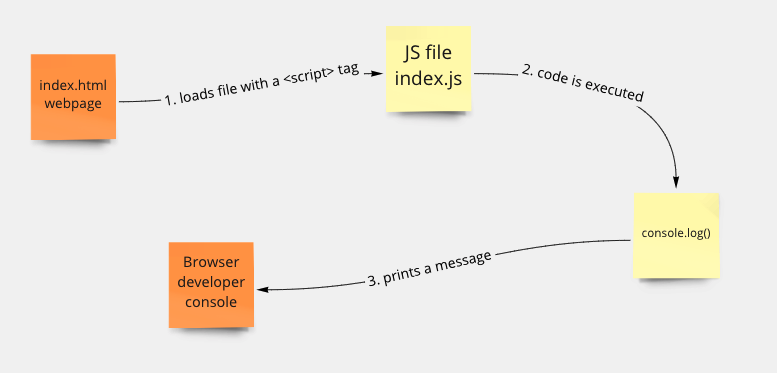 index.html
webpage
1. loads file with a <script> tag
JS file
index.js
2. code is executed
console.log()
3. prints a message
Browser
developer
console